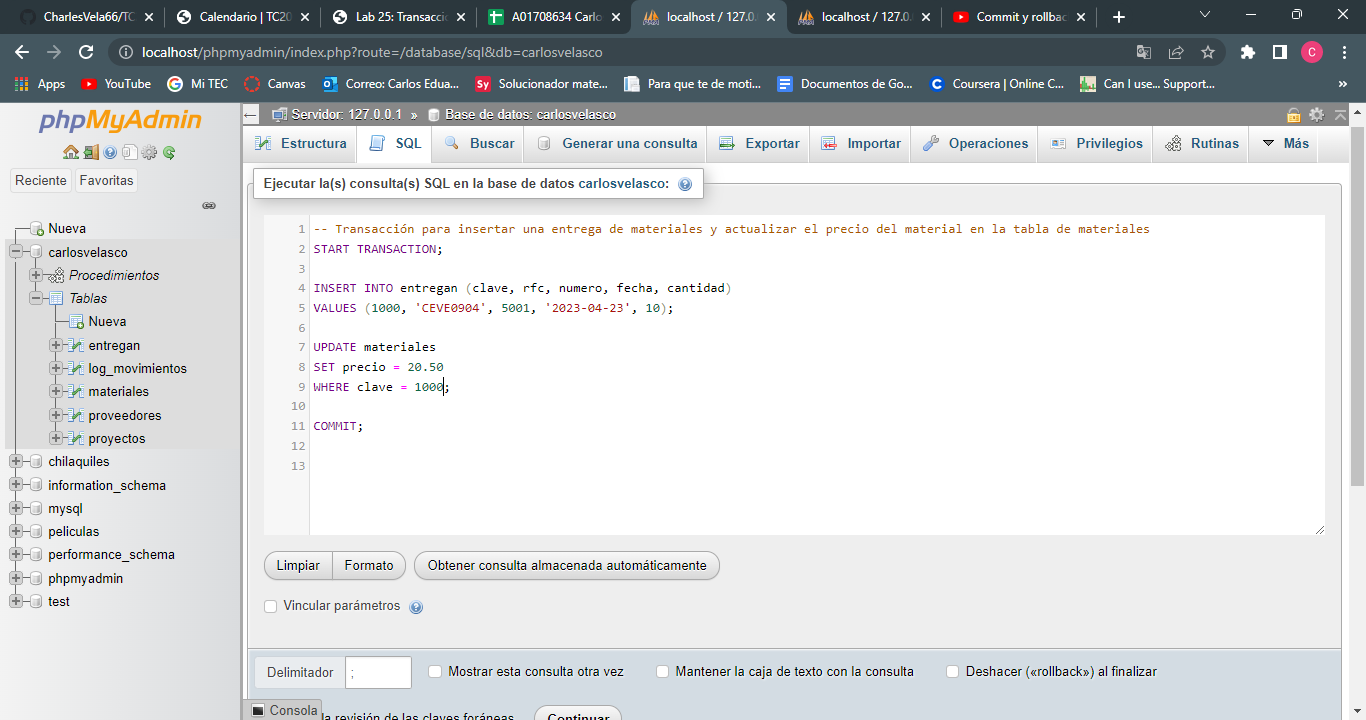 CharlesVela66/TC
Calendario | TC20
Lab 25: Transacci
A01708634 Carlo
localhost / 127.0.
localhost / 127.0.
Commit y rollbac
localhost/phpmyadmin/index.php?route=/database/sql&db=carlosvelasco
C
Apps
YouTube
Mi TEC
Canvas
Correo: Carlos Edua...
Sy
Solucionador mate...
Para que te de moti...
Documentos de Go...
Coursera | Online C...
Can I use... Support...
»
phpMyAdmin
Reciente
Favoritas
Nueva
carlosvelasco
Procedimientos
Tablas
Nueva
entregan
log_movimientos
materiales
proveedores
proyectos
chilaquiles
information_schema
mysql
peliculas
performance_schema
phpmyadmin
test
Servidor: 127.0.0.1 » Base de datos: carlosvelasco
Estructura
SQL
Buscar
Generar una consulta
Exportar
Importar
Operaciones
Privilegios
Rutinas
Más
Ejecutar la(s) consulta(s) SQL en la base de datos carlosvelasco:
1 -- Transacción para insertar una entrega de materiales y actualizar el precio del material en la tabla de materiales
2 START TRANSACTION;
3
4 INSERT INTO entregan (clave, rfc, numero, fecha, cantidad)
5 VALUES (1000, 'CEVE0904', 5001, '2023-04-23', 10);
6
7 UPDATE materiales
8 SET precio = 20.50
9 WHERE clave = 1000;
10
11 COMMIT;
12
13
Limpiar
Formato
Obtener consulta almacenada automáticamente
Vincular parámetros
Delimitador
;
Mostrar esta consulta otra vez
Mantener la caja de texto con la consulta
Deshacer («rollback») al finalizar
Consola
la revisión de las claves foráneas
Continuar